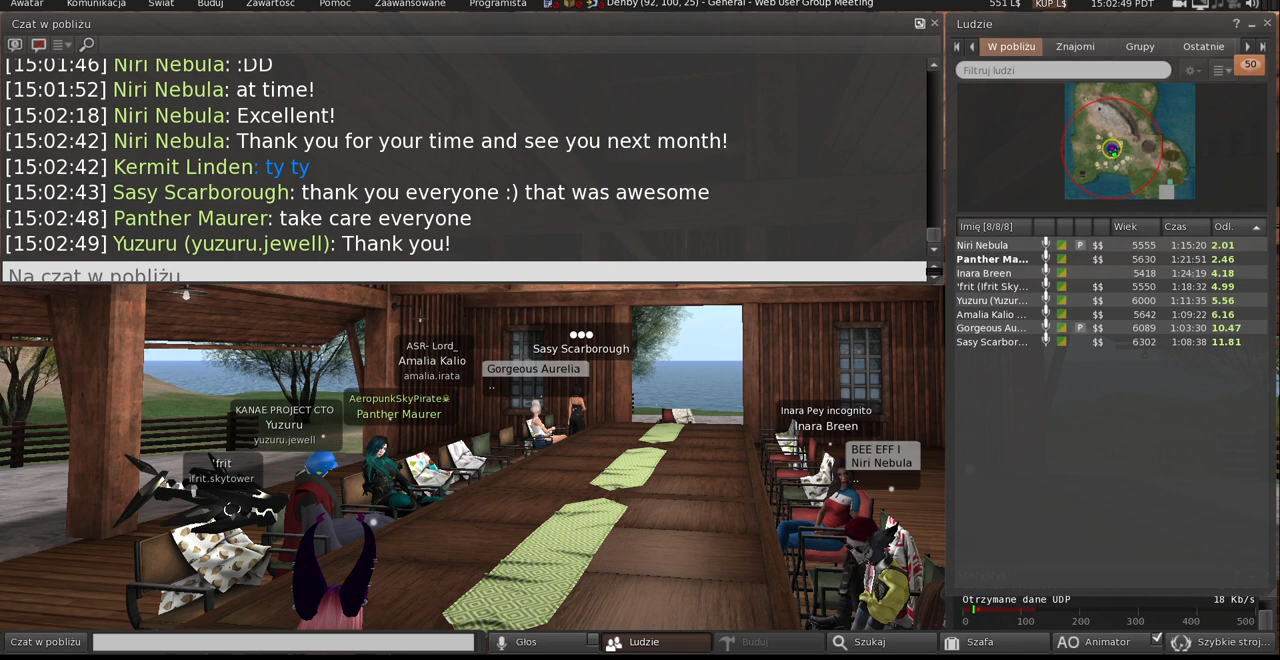 Awatar Komunikacja Świat Buduj Zawartość Pomoc Zaawansowane Programista Denby (92, 100, 25) - General - Web User Group Meeting 551 L$ KUP L$ 15:02:49 PDT
Czat w pobliżu
[15:01:46] Niri Nebula: :DD
[15:01:52] Niri Nebula: at time!
[15:02:18] Niri Nebula: Excellent!
[15:02:42] Niri Nebula: Thank you for your time and see you next month!
[15:02:42] Kermit Linden: ty ty
[15:02:43] Sasy Scarborough: thank you everyone :) that was awesome
[15:02:48] Panther Maurer: take care everyone
[15:02:49] Yuzuru (yuzuru.jewell): Thank you!
Na czat w pobliżu
Ludzie
?
W pobliżu Znajomi Grupy Ostatnie
50
Filtruj ludzi
Imię [8/8/8] Wiek Czas Odl.
Niri Nebula P $$ 5555 1:15:20 2.01
Panther Ma... $$ 5630 1:21:51 2.46
Inara Breen 5418 1:24:19 4.18
'frit (Ifrit Sky... $$ 5550 1:18:32 4.99
Yuzuru (Yuzur... $$ 6000 1:11:35 5.56
Amalia Kalio ... $$ 5642 1:09:22 6.16
Gorgeous Au... P $$ 6089 1:03:30 10.47
Sasy Scarbor... $$ 6302 1:08:38 11.81
Sasy Scarborough
ASR- Lord_
Amalia Kalio
amalia.irata
Gorgeous Aurelia
..
AeropunkSkyPirate
Panther Maurer
KANAE PROJECT CTO
Yuzuru
yuzuru.jewell
'frit
ifrit.skytower
Inara Pey incognito
Inara Breen
BEE EFF I
Niri Nebula
..
Otrzymane dane UDP 18 Kb/s
0 100 200 300 400 500
Czat w pobliżu Głos Ludzie Buduj Szukaj Szafa AO Animator Szybkie stroj...